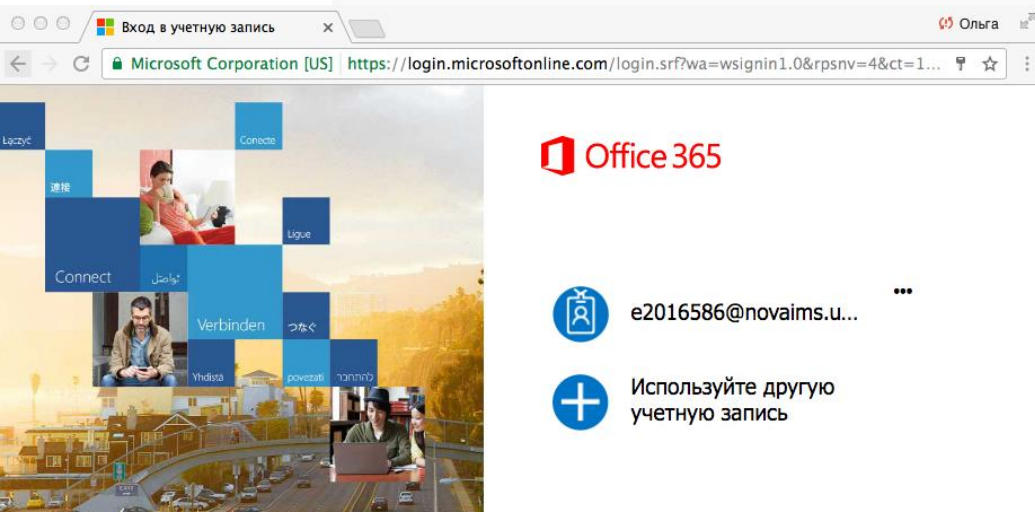 Вход в учетную запись
Ольга
Microsoft Corporation [US] https://login.microsoftonline.com/login.srf?wa=wsignin1.0&rpsnv=4&ct=1...
Łączyć
Conecte
連接
Ligue
Connect
تواصل
Verbinden
つなぐ
Yhdistä
povezati
להתחבר
EXIT
Office 365
e2016586@novaims.u...
Используйте другую
учетную запись